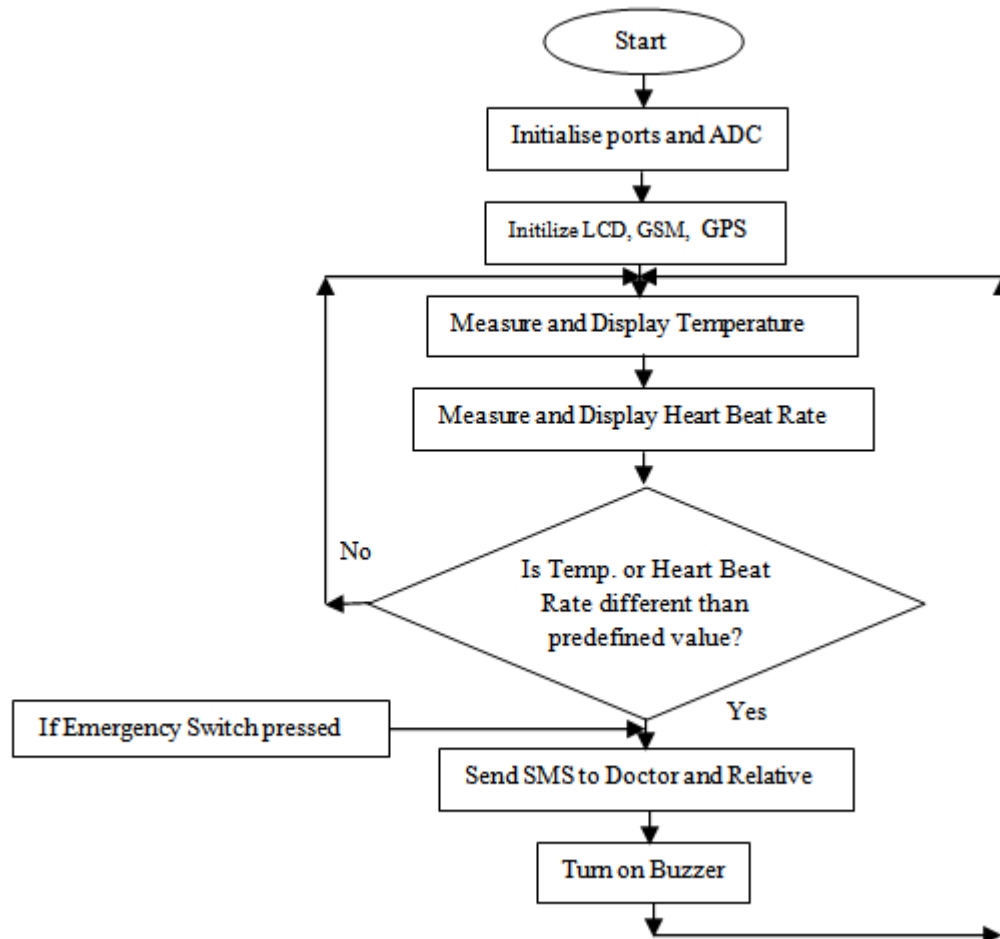 Start
Initialise ports and ADC
Initilize LCD, GSM, GPS
Measure and Display Temperature
Measure and Display Heart Beat Rate
No
Is Temp. or Heart Beat
Rate different than
predefined value?
Yes
If Emergency Switch pressed
Send SMS to Doctor and Relative
Turn on Buzzer